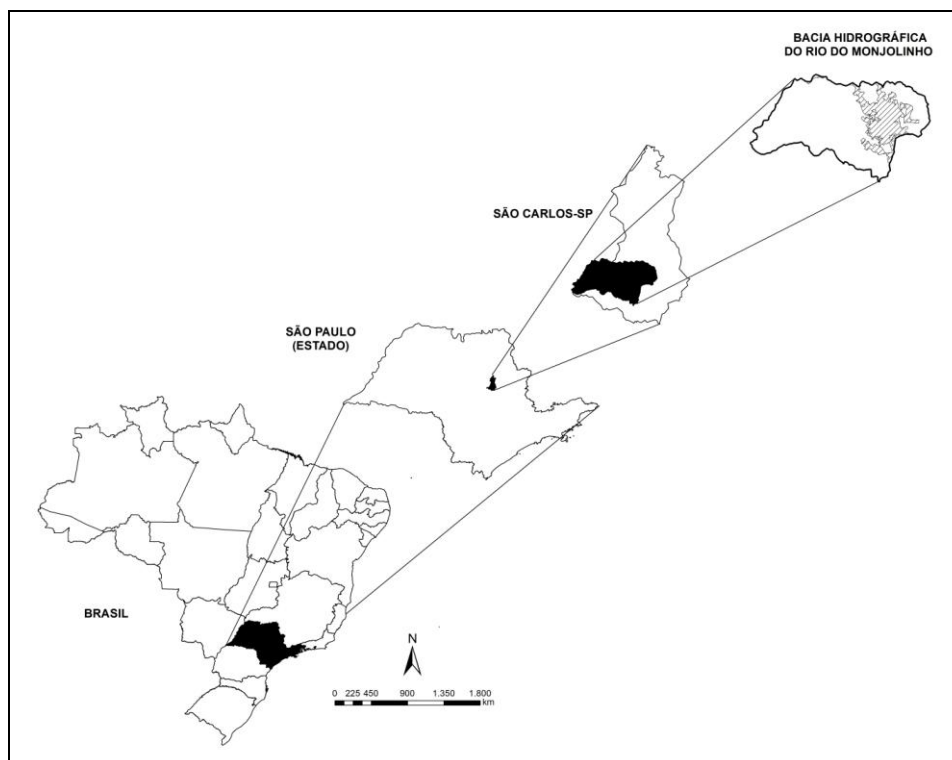 BACIA HIDROGRÁFICA
DO RIO DO MONJOLINHO
SÃO CARLOS-SP
SÃO PAULO
(ESTADO)
BRASIL
N
0 225 450 900 1.350 1.800
km